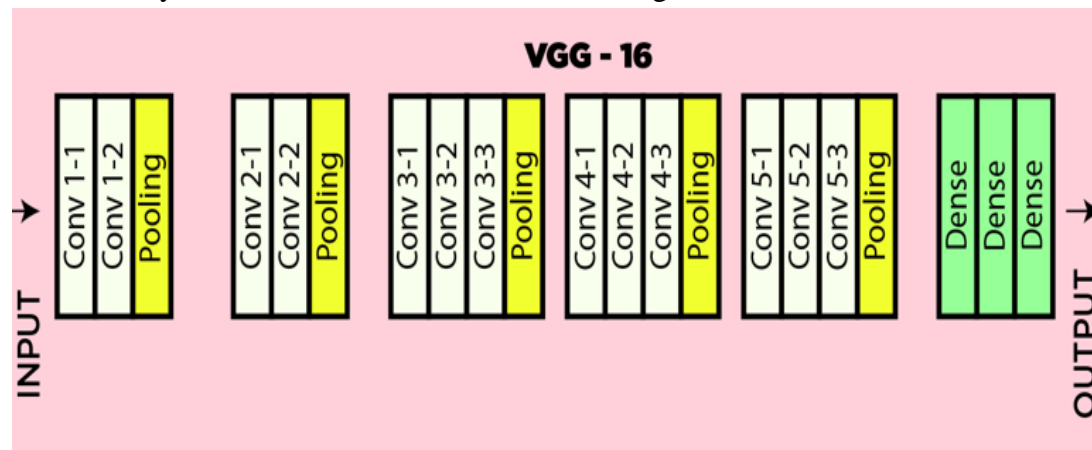 VGG - 16
INPUT
Conv 1-1
Conv 1-2
Pooling
Conv 2-1
Conv 2-2
Pooling
Conv 3-1
Conv 3-2
Conv 3-3
Pooling
Conv 4-1
Conv 4-2
Conv 4-3
Pooling
Conv 5-1
Conv 5-2
Conv 5-3
Pooling
Dense
Dense
Dense
OUTPUT